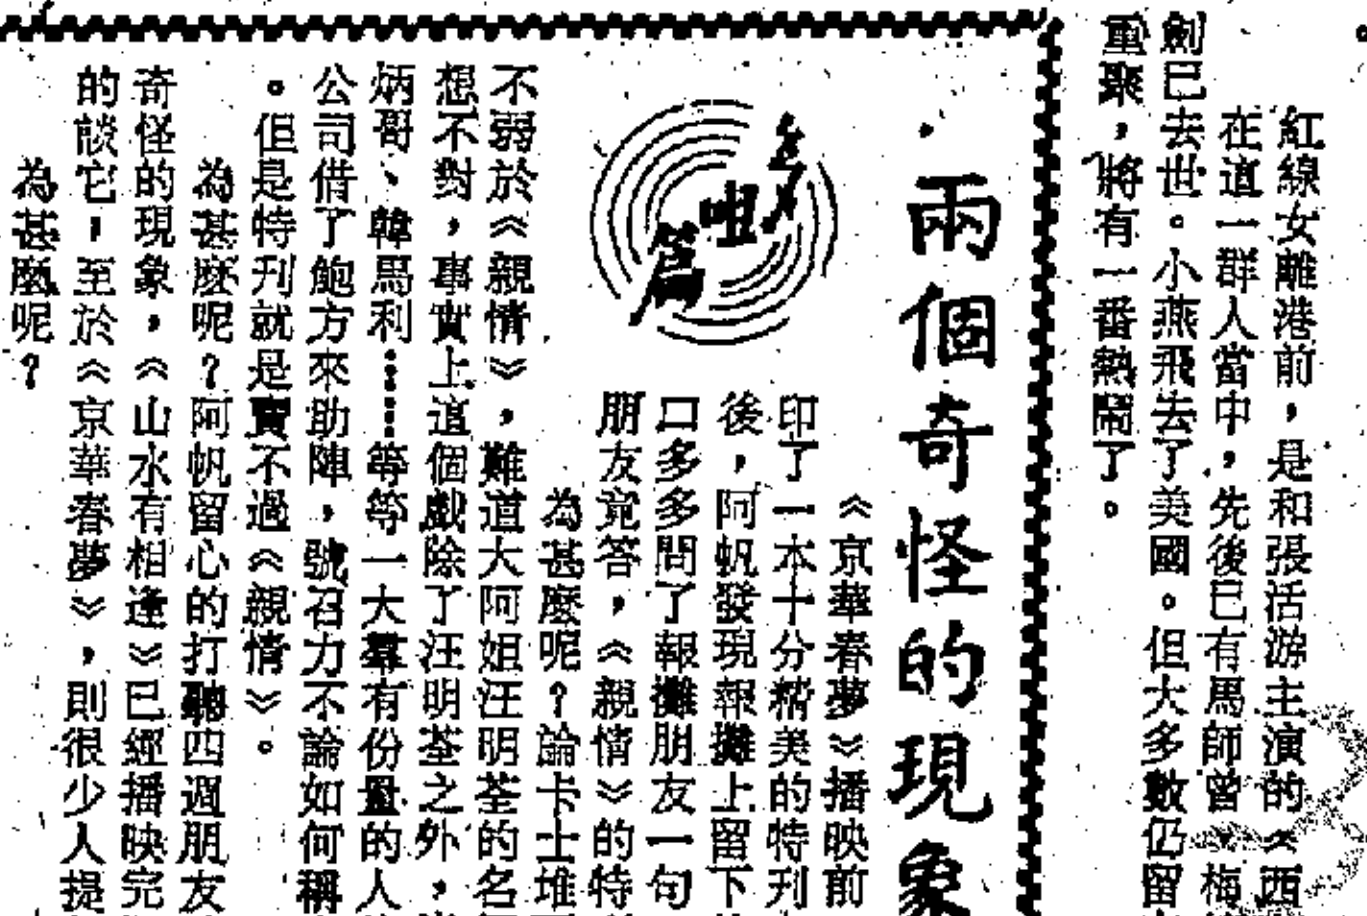 紅線女離港前，是和張活游主演的《西
在這一群人當中，先後已有馬師曾、梅
劍已去世。小燕飛去了美國。但大多數仍留
重聚，將有一番熱鬧了。
兩個奇怪的現象
多咀篇
《京華春夢》播映前
印了一本十分精美的特刊
後，阿帆發現報攤上留下
口多多問了報攤朋友一句
朋友竟答，《親情》的特
為甚麼呢？論卡士堆
不弱於《親情》，難道大阿姐汪明荃的名
想不對，事實上這個戲除了汪明荃之外，
炳哥、韓馬利……等等一大羣有份量的人
公司借了鮑方來助陣，號召力不論如何稱
。但是特刊就是賣不過《親情》。
為甚麼呢？阿帆留心的打聽四週朋友
奇怪的現象，《山水有相逢》已經播映完
的談它，至於《京華春夢》，則很少人提
為甚麼呢？